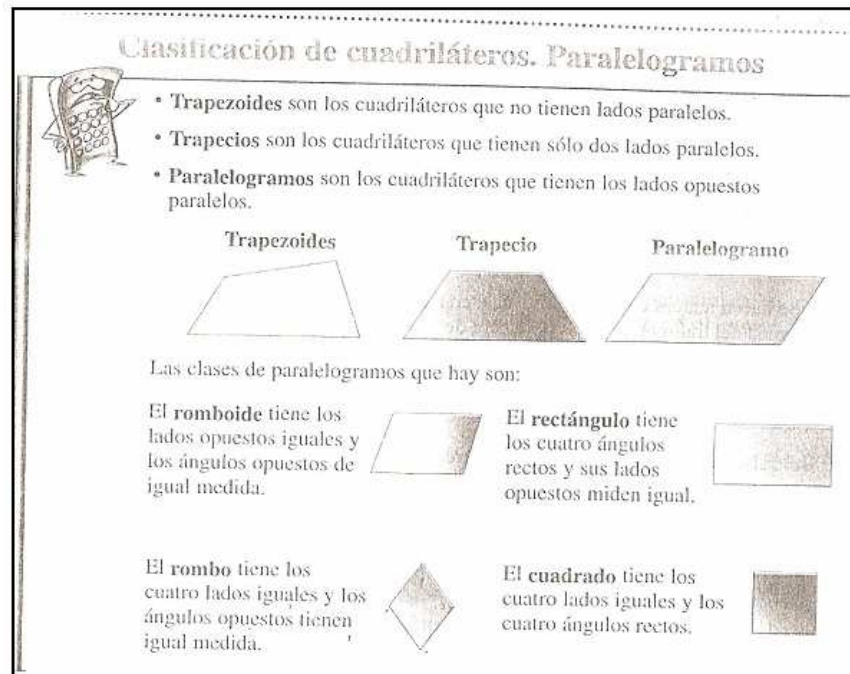 Clasificación de cuadriláteros. Paralelogramos
• Trapezoides son los cuadriláteros que no tienen lados paralelos.
• Trapecios son los cuadriláteros que tienen sólo dos lados paralelos.
• Paralelogramos son los cuadriláteros que tienen los lados opuestos
paralelos.
Trapezoides Trapecio Paralelogramo
Las clases de paralelogramos que hay son:
El romboide tiene los
lados opuestos iguales y
los ángulos opuestos de
igual medida.
El rectángulo tiene
los cuatro ángulos
rectos y sus lados
opuestos miden igual.
El rombo tiene los
cuatro lados iguales y los
ángulos opuestos tienen
igual medida.
El cuadrado tiene los
cuatro lados iguales y los
cuatro ángulos rectos.